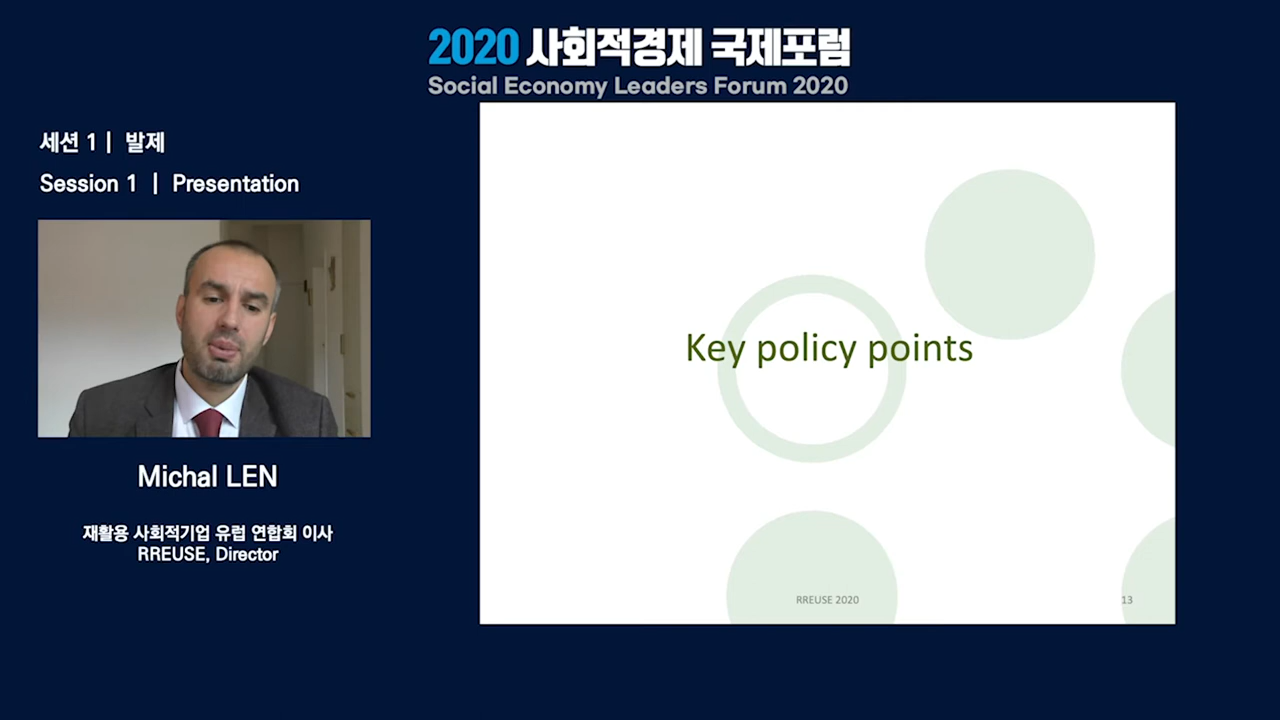 2020 사회적경제 국제포럼
Social Economy Leaders Forum 2020
세션 1 | 발제
Session 1 | Presentation
Michal LEN
재활용 사회적기업 유럽 연합회 이사
RREUSE, Director
Key policy points
RREUSE 2020
13